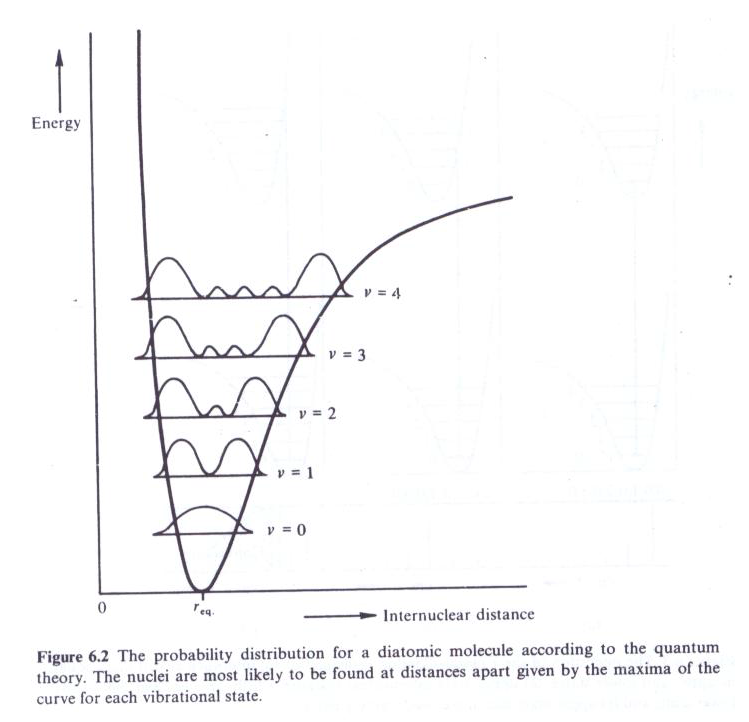 Energy
ν = 4
ν = 3
ν = 2
ν = 1
ν = 0
0
r eq.
Internuclear distance
Figure 6.2 The probability distribution for a diatomic molecule according to the quantum
theory. The nuclei are most likely to be found at distances apart given by the maxima of the
curve for each vibrational state.